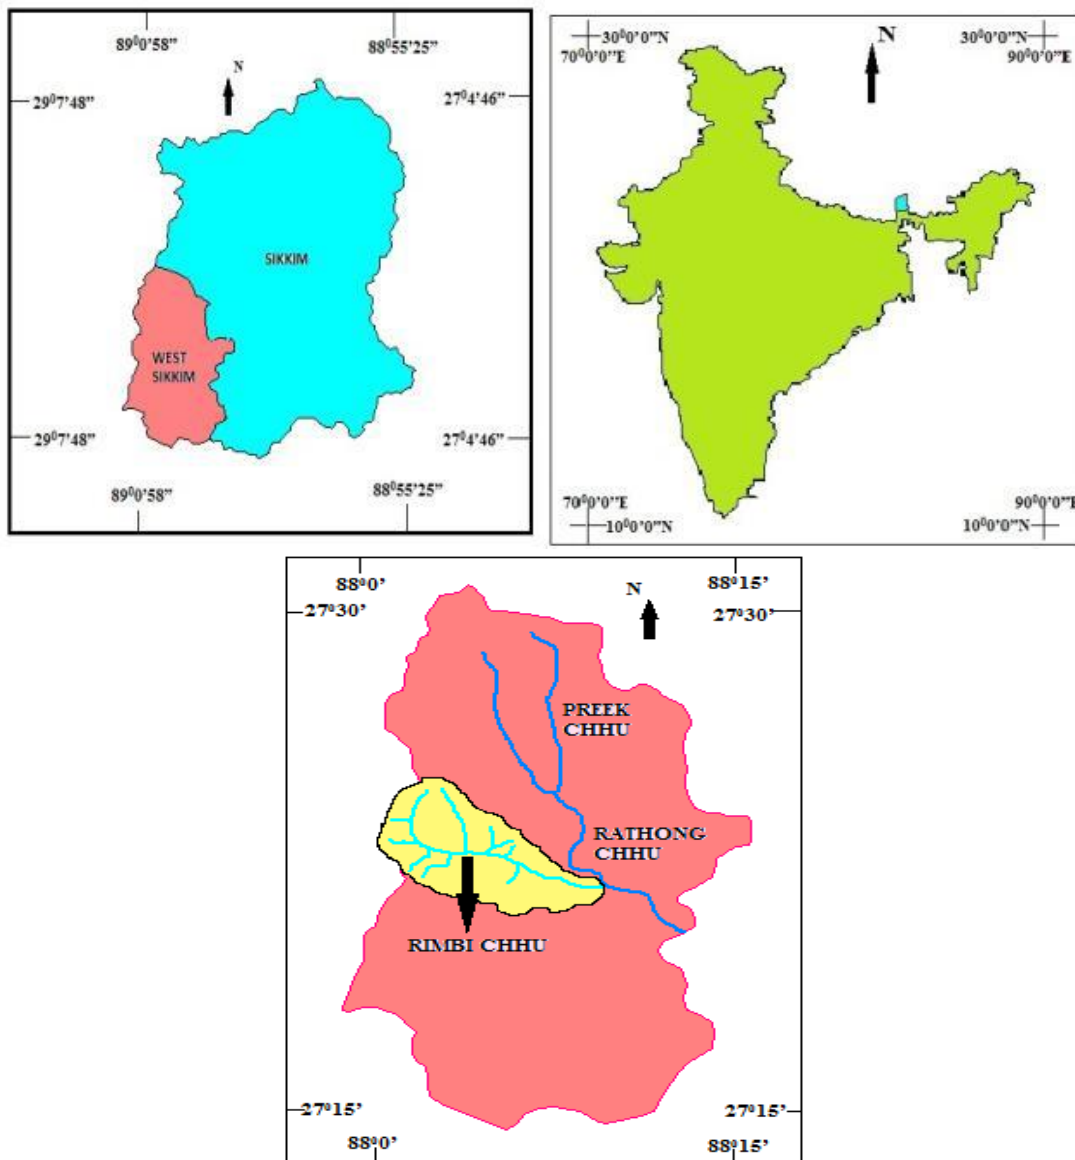 89⁰0'58”
88⁰55'25”
N
29⁰7'48”
27⁰4'46”
SIKKIM
WEST
SIKKIM
29⁰7'48”
27⁰4'46”
89⁰0'58”
88⁰55'25”
30⁰0'0”N
30⁰0'0”N
70⁰0'0”E
90⁰0'0”E
N
70⁰0'0”E
90⁰0'0”E
10⁰0'0”N
10⁰0'0”N
88⁰0’
88⁰15’
27⁰30’
27⁰30’
N
PREEK
CHHU
RATHONG
CHHU
RIMBI CHHU
27⁰15’
27⁰15’
88⁰0’
88⁰15’